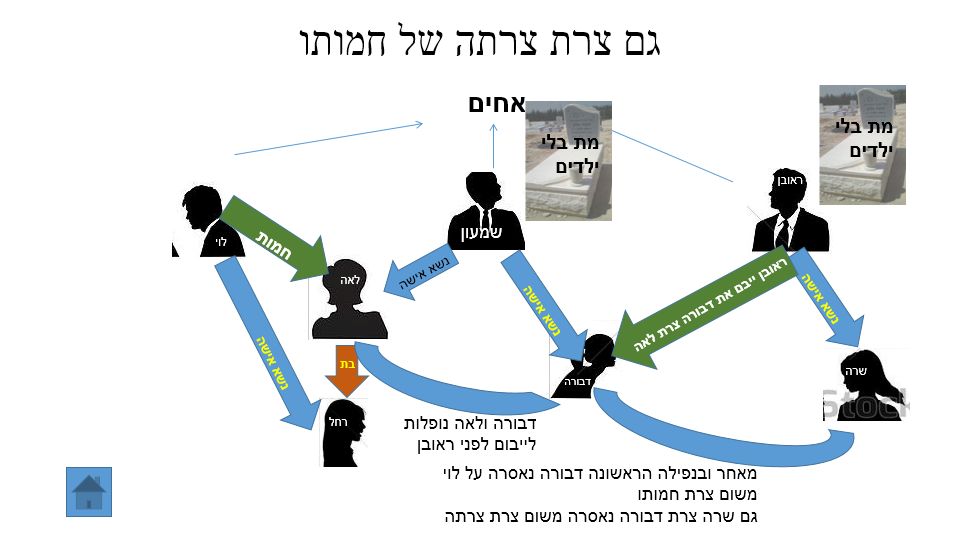 גם צרת צרתה של חמותו
אחים
מת בלי
ילדים
מת בלי
ילדים
ראובן
שמעון
לוי
חמות
נשא אישה
לאה
נשא אישה
ראובן ייבם את דבורה צרת לאה
נשא אישה
נשא אישה
בת
דבורה
שרה
Stock
רחל
דבורה ולאה נופלות
לייבום לפני ראובן
מאחר ובנפילה הראשונה דבורה נאסרה על לוי
משום צרת חמותו
גם שרה צרת דבורה נאסרה משום צרת צרתה